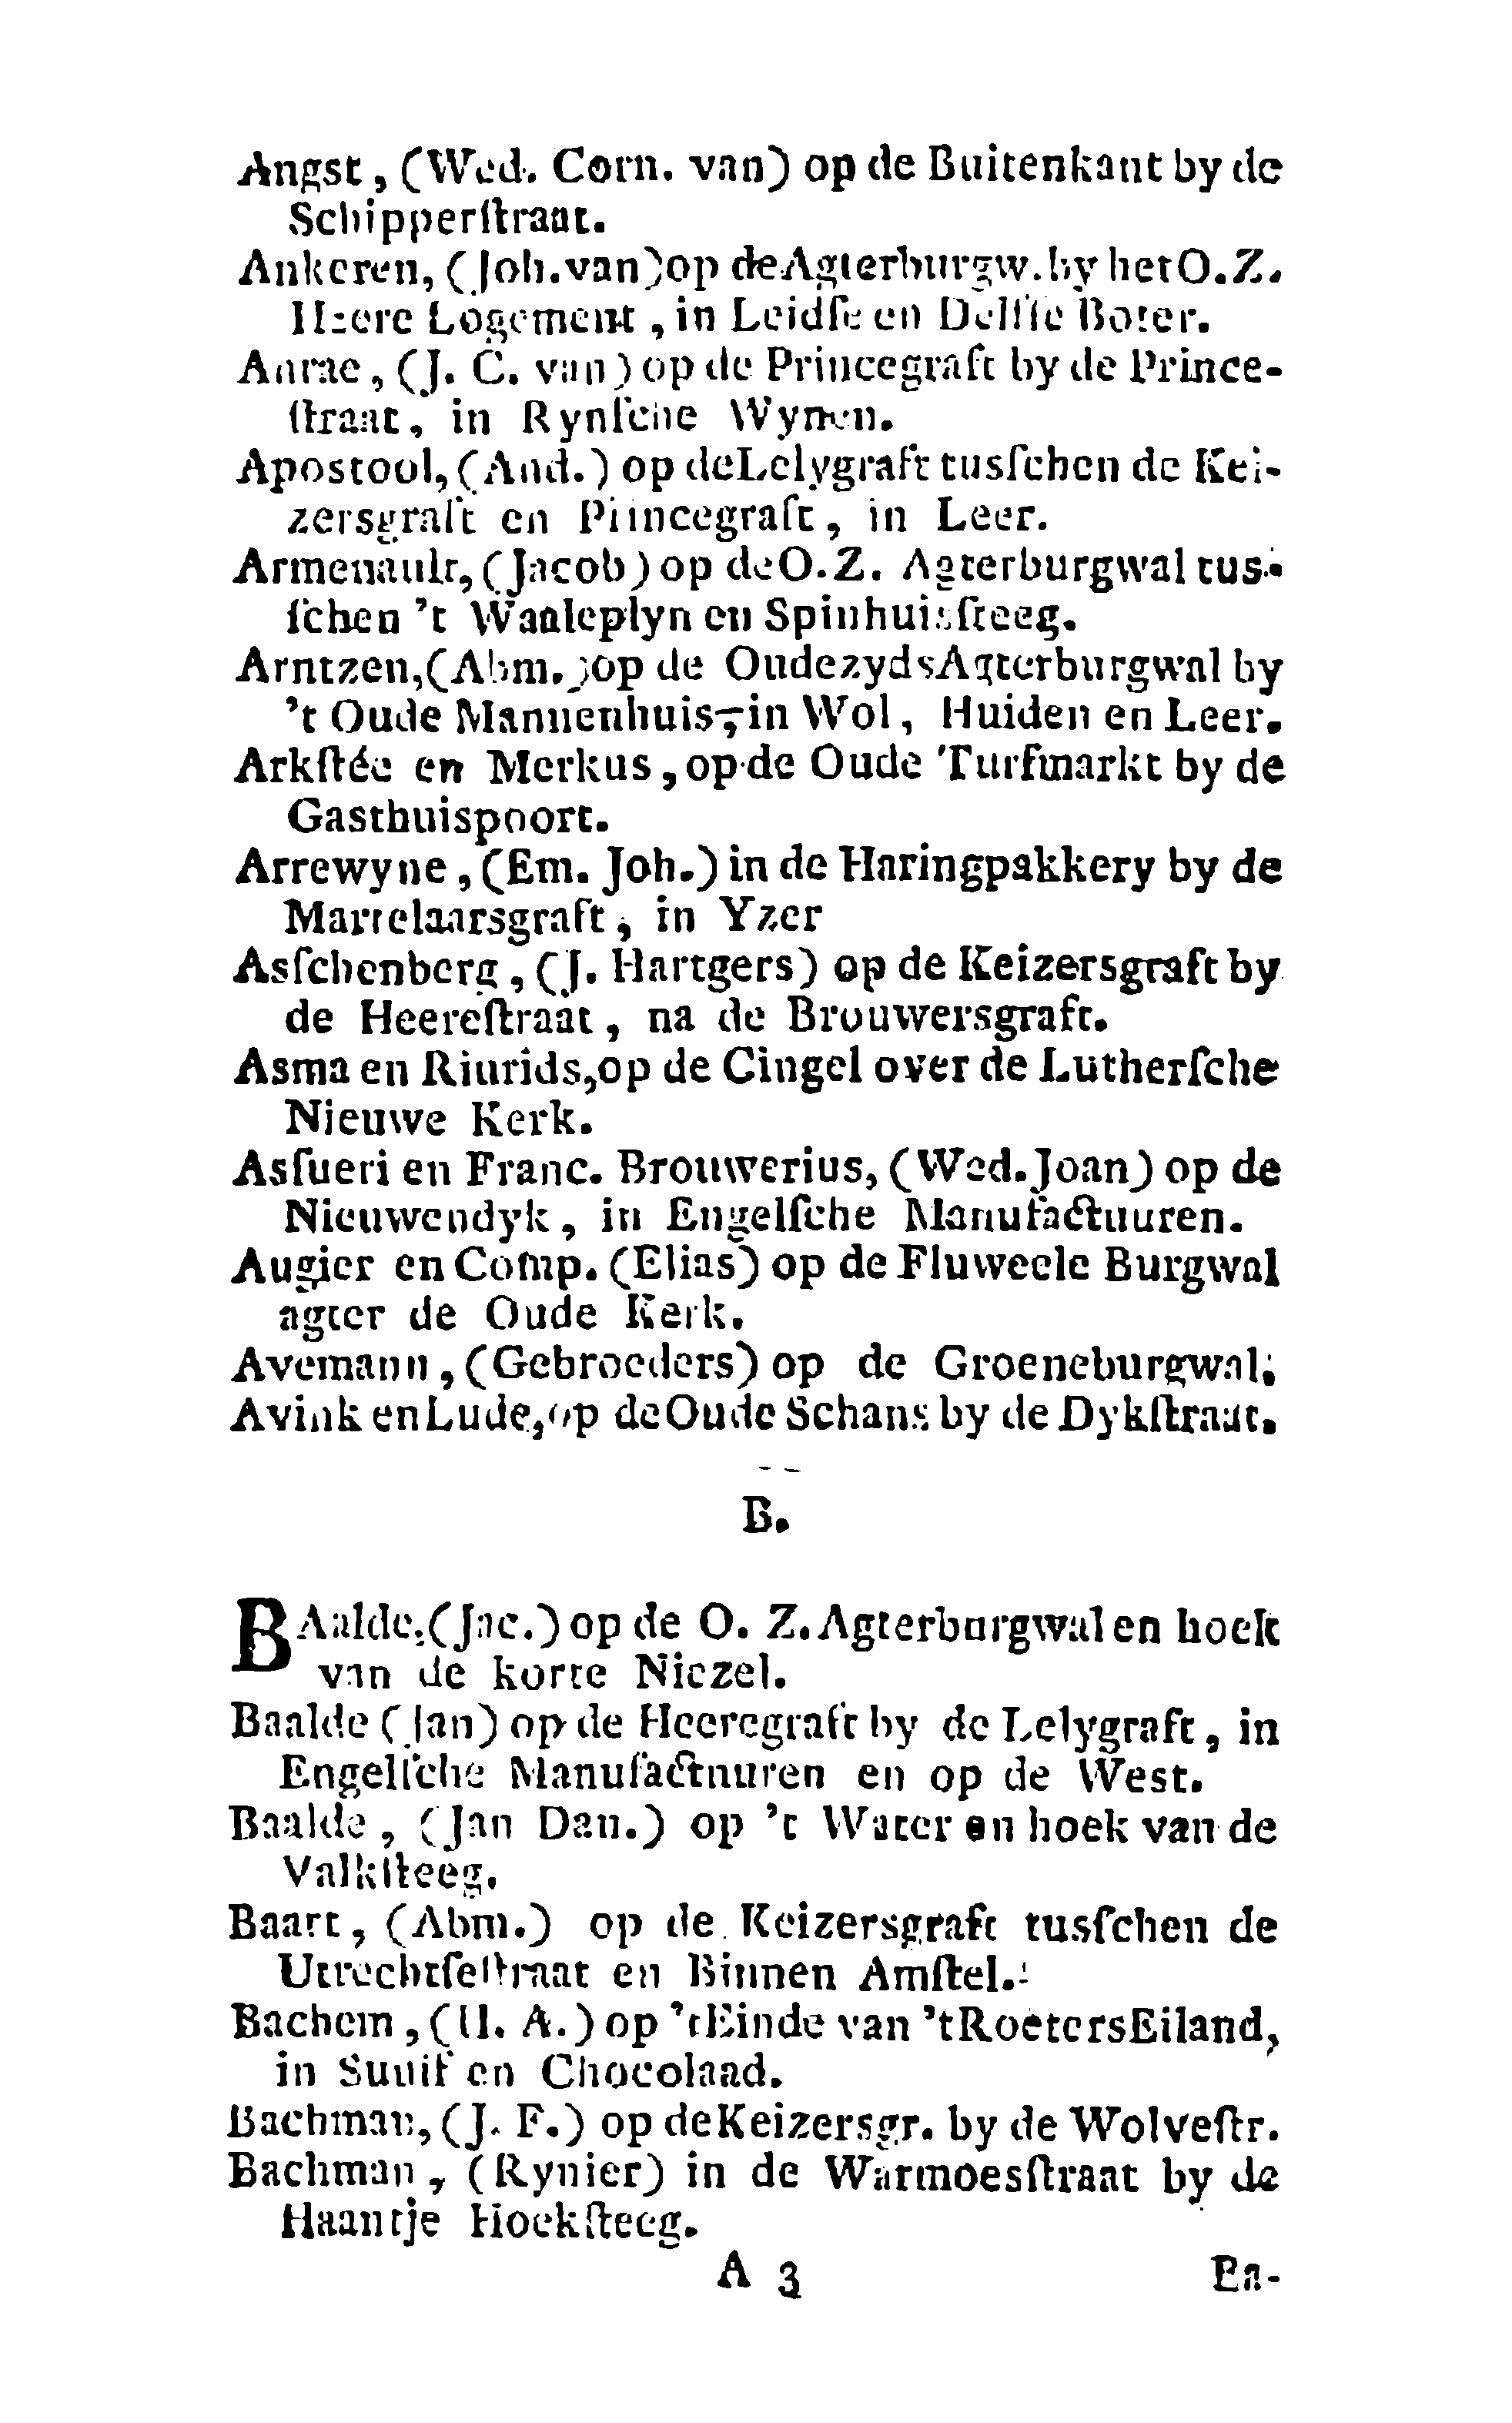 Angst, (Wed. Corn. van) op de Buitenkant by de
Schipperſtraat.
Ankeren, (Joh. van) op de Agterburgw. by het O. Z.
Heere Logement, in Leidſe en Delfſe Boter.
Anrae, (J. C. van) op de Princegraft by de Prince-
ſtraat, in Rynſche Wynen.
Apostool, (And.) op de Lelygraft tusſchen de Kei-
zersgraft en Princegraft, in Leer.
Armenault, (Jacob) op de O. Z. Agterburgwal tus-
ſchen 't Waaleplyn en Spinhuisſteeg.
Arntzen, (Abm.) op de Oudezyds Agterburgwal by
't Oude Mannenhuis, in Wol, Huiden en Leer.
Arkſtée en Merkus, op de Oude Turfmarkt by de
Gasthuispoort.
Arrewyne, (Em. Joh.) in de Haringpakkery by de
Martelaarsgraft, in Yzer
Asſchenberg, (J. Hartgers) op de Keizersgraft by
de Heereſtraat, na de Brouwersgraft.
Asma en Riurids, op de Cingel over de Lutherſche
Nieuwe Kerk.
Asſueri en Franc. Brouwerius, (Wed. Joan) op de
Nieuwendyk, in Engelſche Manufactuuren.
Augier en Comp. (Elias) op de Fluweele Burgwal
agter de Oude Kerk.
Avemann, (Gebroeders) op de Groeneburgwal.
Avink en Lude, op de Oude Schans by de Dykſtraat.
B.
BAalde, (Jac.) op de O. Z. Agterburgwal en hoek
van de korte Niezel.
Baalde (Jan) op de Heeregraft by de Lelygraft, in
Engelſche Manufactuuren en op de West.
Baalde, (Jan Dan.) op 't Water en hoek van de
Valkſteeg.
Baart, (Abm.) op de Keizersgraft tusſchen de
Utrechtſeſtraat en Binnen Amſtel.
Bachem, (H. A.) op 't Einde van 't Roeters Eiland,
in Snuif en Chocolaad.
Bachman, (J. F.) op de Keizersgr. by de Wolveſtr.
Bachman, (Rynier) in de Warmoesſtraat by de
Haantje Hoekſteeg.
A 3 Ba-